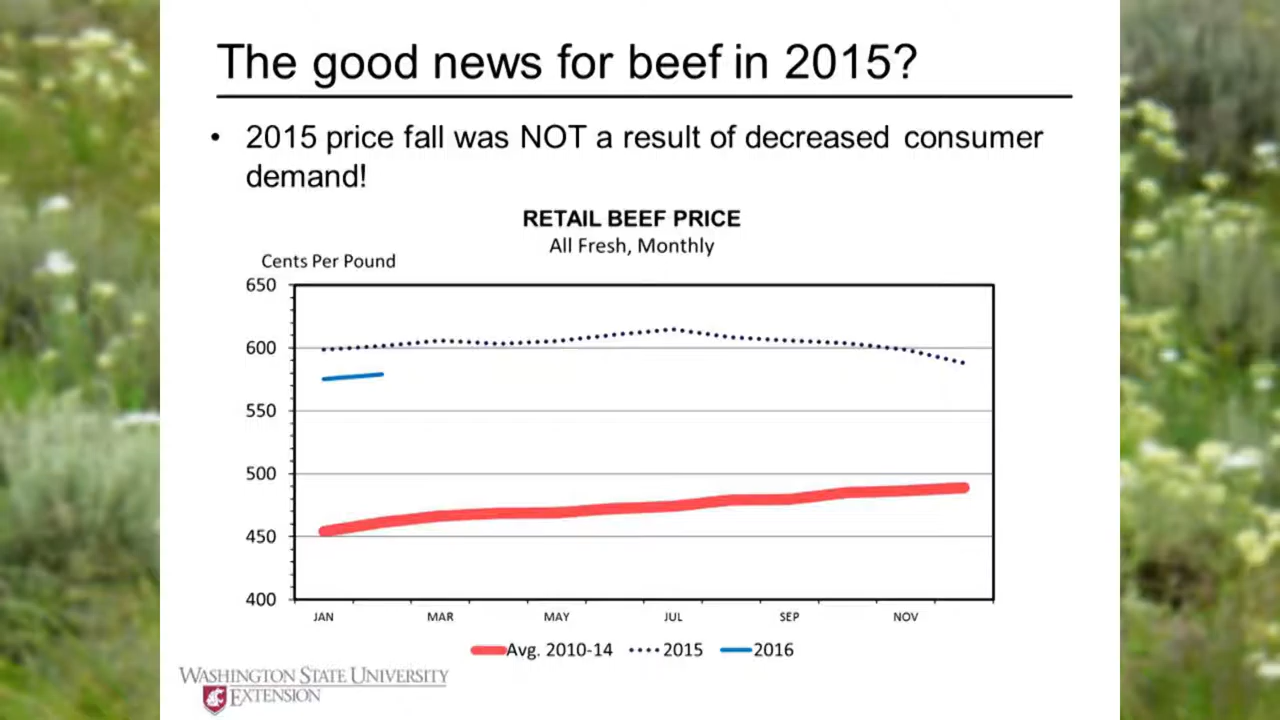 The good news for beef in 2015?
• 2015 price fall was NOT a result of decreased consumer
demand!
RETAIL BEEF PRICE
All Fresh, Monthly
Cents Per Pound
650
600
550
500
450
400
JAN MAR MAY JUL SEP NOV
Avg. 2010-14 2015 2016
WASHINGTON STATE UNIVERSITY
EXTENSION